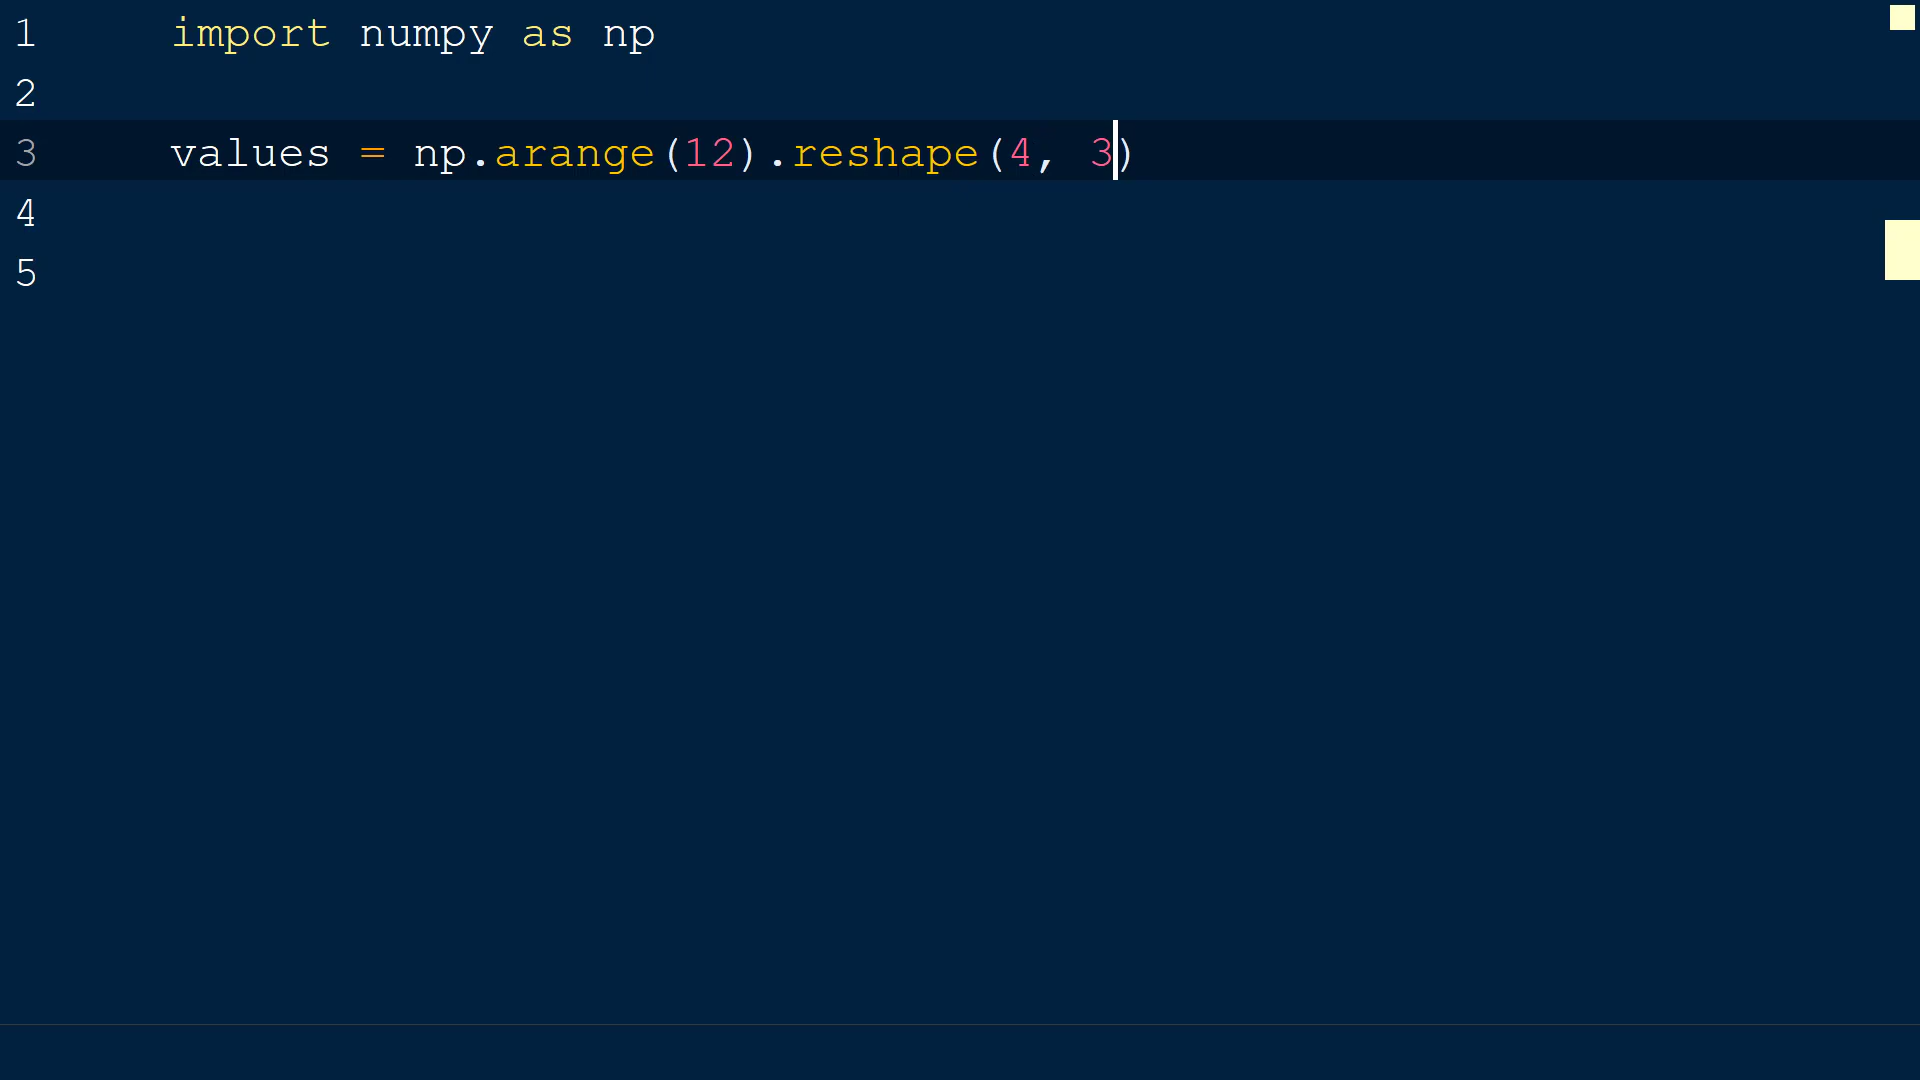 1 import numpy as np
2
3 values = np.arange(12).reshape(4, 3)
4
5